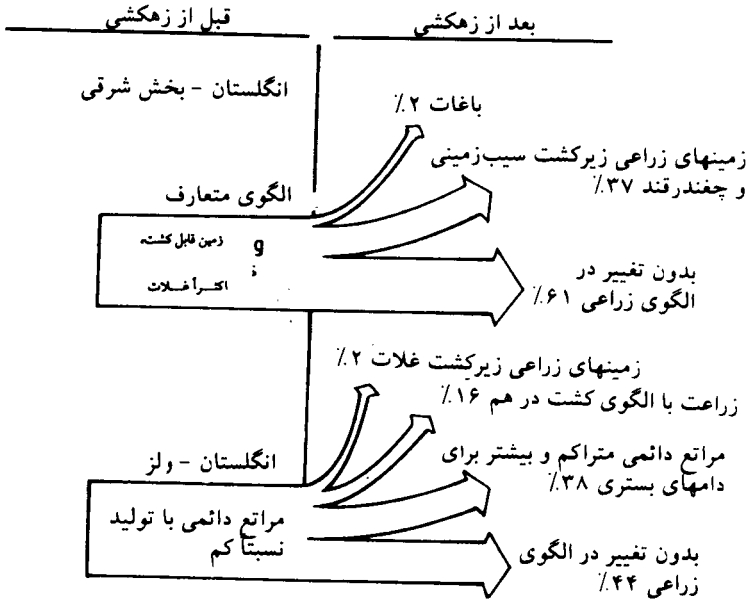 قبل از زهکشی
بعد از زهکشی
انگلستان - بخش شرقی
باغات ۲٪
زمینهای زراعی زیرکشت سیب‌زمینی
و چغندرقند ۳۷٪
الگوی متعارف
زمین قابل کشت،
و
اکثراً غلات
بدون تغییر در
الگوی زراعی ۶۱٪
زمینهای زراعی زیرکشت غلات ۲٪
زراعت با الگوی کشت در هم ۱۶٪
انگلستان - ولز
مراتع دائمی متراکم و بیشتر برای
دامهای بستری ۳۸٪
مراتع دائمی با تولید
نسبتاً کم
بدون تغییر در الگوی
زراعی ۴۴٪